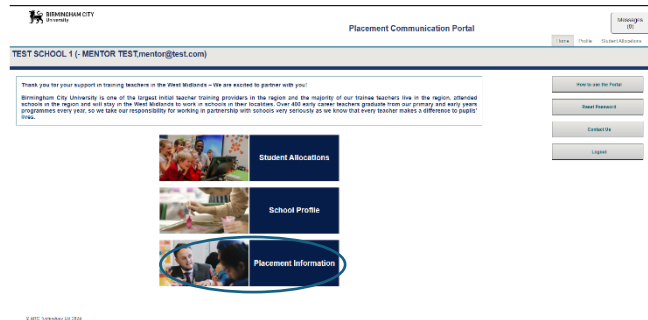 BIRMINGHAM CITY
University
Placement Communication Portal
Messages
(0)
Home Profile Student Allocations
TEST SCHOOL 1 (- MENTOR TEST,mentor@test.com)
Thank you for your support in training teachers in the West Midlands – We are excited to partner with you!
Birmingham City University is one of the largest initial teacher training providers in the region and the majority of our trainee teachers live in the region, attended
schools in the region and will stay in the West Midlands to work in schools in their localities. Over 400 early career teachers graduate from our primary and early years
programmes every year, so we take our responsibility for working in partnership with schools very seriously as we know that every teacher makes a difference to pupils'
lives.
How to use the Portal
Reset Password
Contact Us
Logout
Student Allocations
School Profile
Placement Information